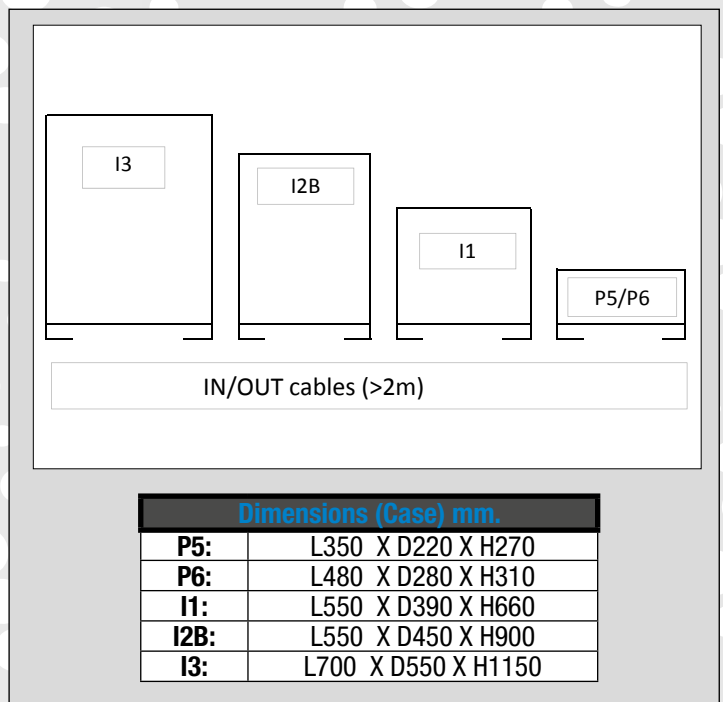 I3
I2B
I1
P5/P6
IN/OUT cables (>2m)
Dimensions (Case) mm.
P5: L350 X D220 X H270
P6: L480 X D280 X H310
I1: L550 X D390 X H660
I2B: L550 X D450 X H900
I3: L700 X D550 X H1150